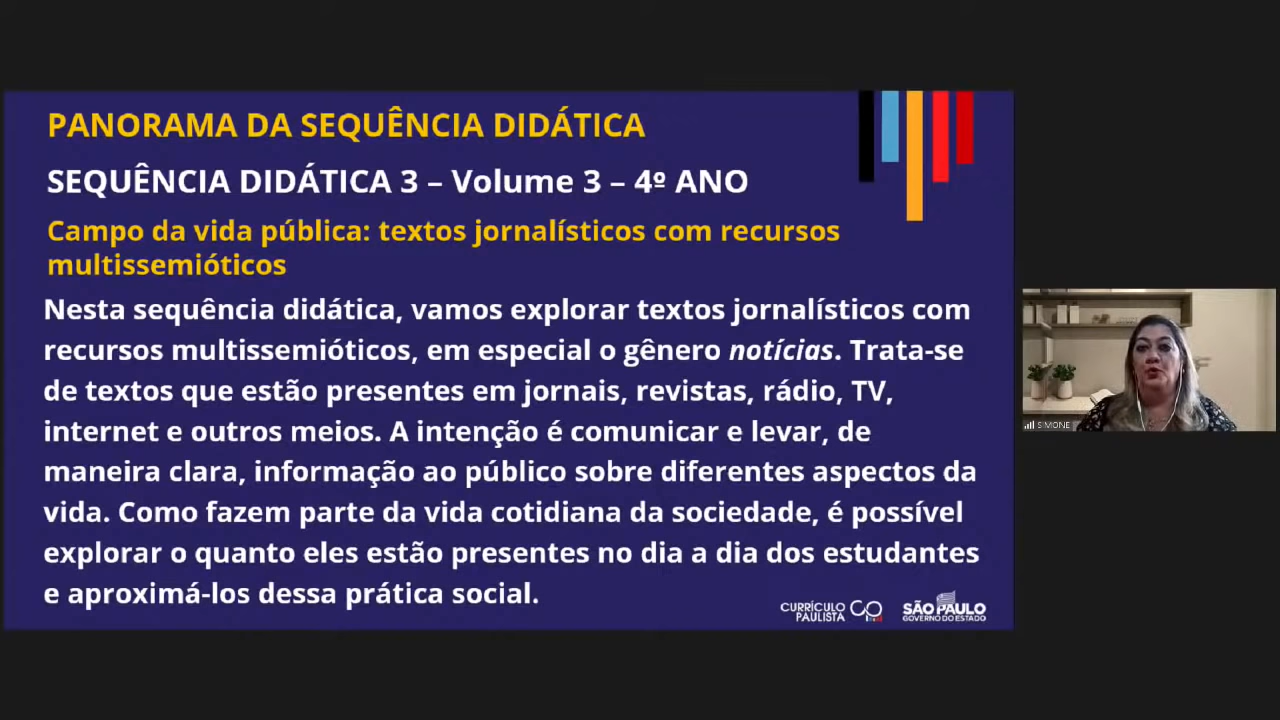 PANORAMA DA SEQUÊNCIA DIDÁTICA
SEQUÊNCIA DIDÁTICA 3 – Volume 3 – 4º ANO
Campo da vida pública: textos jornalísticos com recursos
multissemióticos
Nesta sequência didática, vamos explorar textos jornalísticos com
recursos multissemióticos, em especial o gênero notícias. Trata-se
de textos que estão presentes em jornais, revistas, rádio, TV,
internet e outros meios. A intenção é comunicar e levar, de
maneira clara, informação ao público sobre diferentes aspectos da
vida. Como fazem parte da vida cotidiana da sociedade, é possível
explorar o quanto eles estão presentes no dia a dia dos estudantes
e aproximá-los dessa prática social.
CURRÍCULO
PAULISTA
SÃO PAULO
GOVERNO DO ESTADO
SIMONE